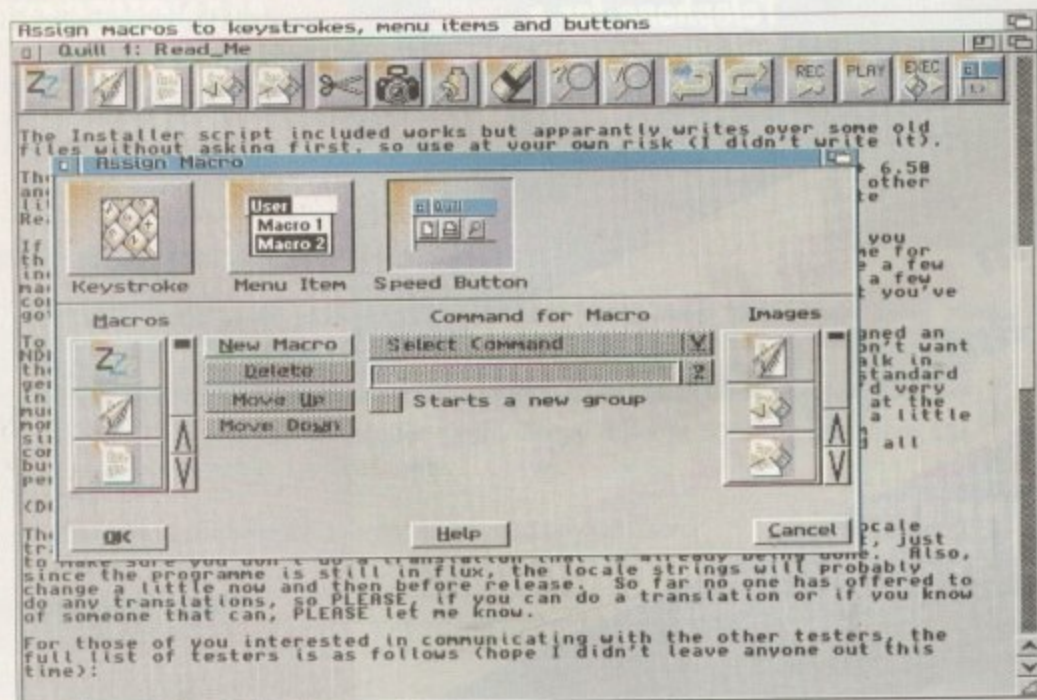 Assign macros to keystrokes, menu items and buttons
Quill 1: Read_Me
REC PLAY EXEC
The Installer script included works but apparantly writes over some old
files without asking first, so use at your own risk (I didn't write it).
Assign Macro
6.50
other
User
Macro 1
Macro 2
Quill
you
for
a few
a few
you've
Keystroke Menu Item Speed Button
Macros Command for Macro Images
New Macro Select Command
Delete ?
Move Up Starts a new group
Move Down
an
want
in
standard
very
at the
a little
all
OK Help Cancel
just
to make sure you don't do a translation that is already being done. Also,
since the programme is still in flux, the locale strings will probably
change a little now and then before release. So far no one has offered to
do any translations, so PLEASE, if you can do a translation or if you know
of someone that can, PLEASE let me know.
For those of you interested in communicating with the other testers, the
full list of testers is as follows (hope I didn't leave anyone out this
time):